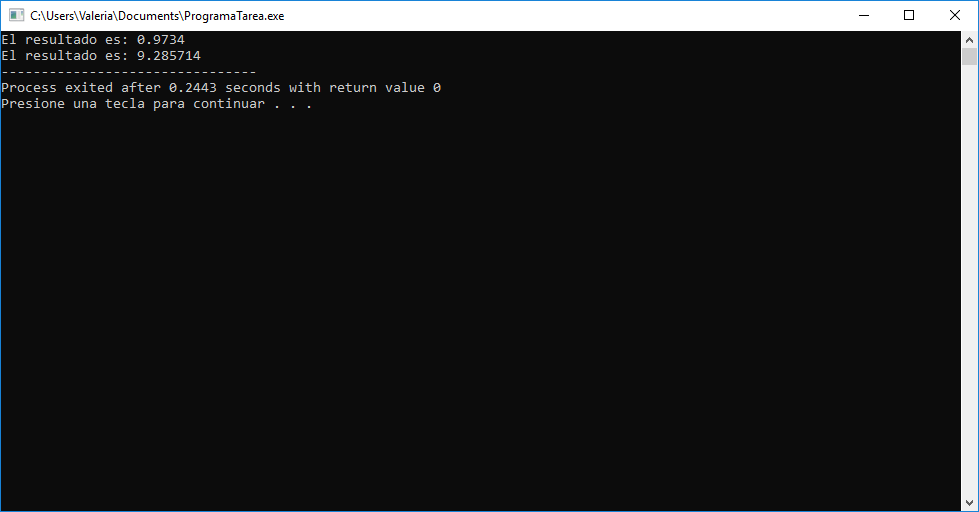 C:\Users\Valeria\Documents\ProgramaTarea.exe
El resultado es: 0.9734
El resultado es: 9.285714
--------------------------------
Process exited after 0.2443 seconds with return value 0
Presione una tecla para continuar . . .